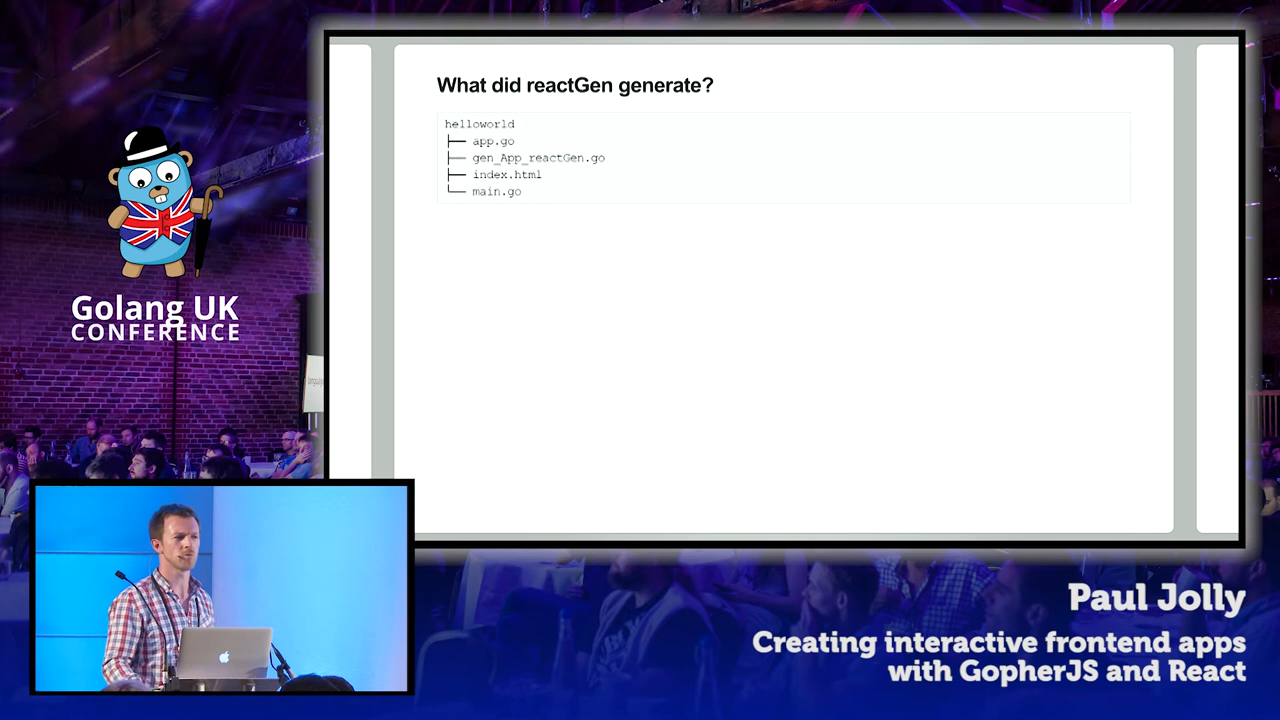 What did reactGen generate?
helloworld
├── app.go
├── gen_App_reactGen.go
├── index.html
└── main.go
Golang UK
CONFERENCE
Paul Jolly
Creating interactive frontend apps
with GopherJS and React